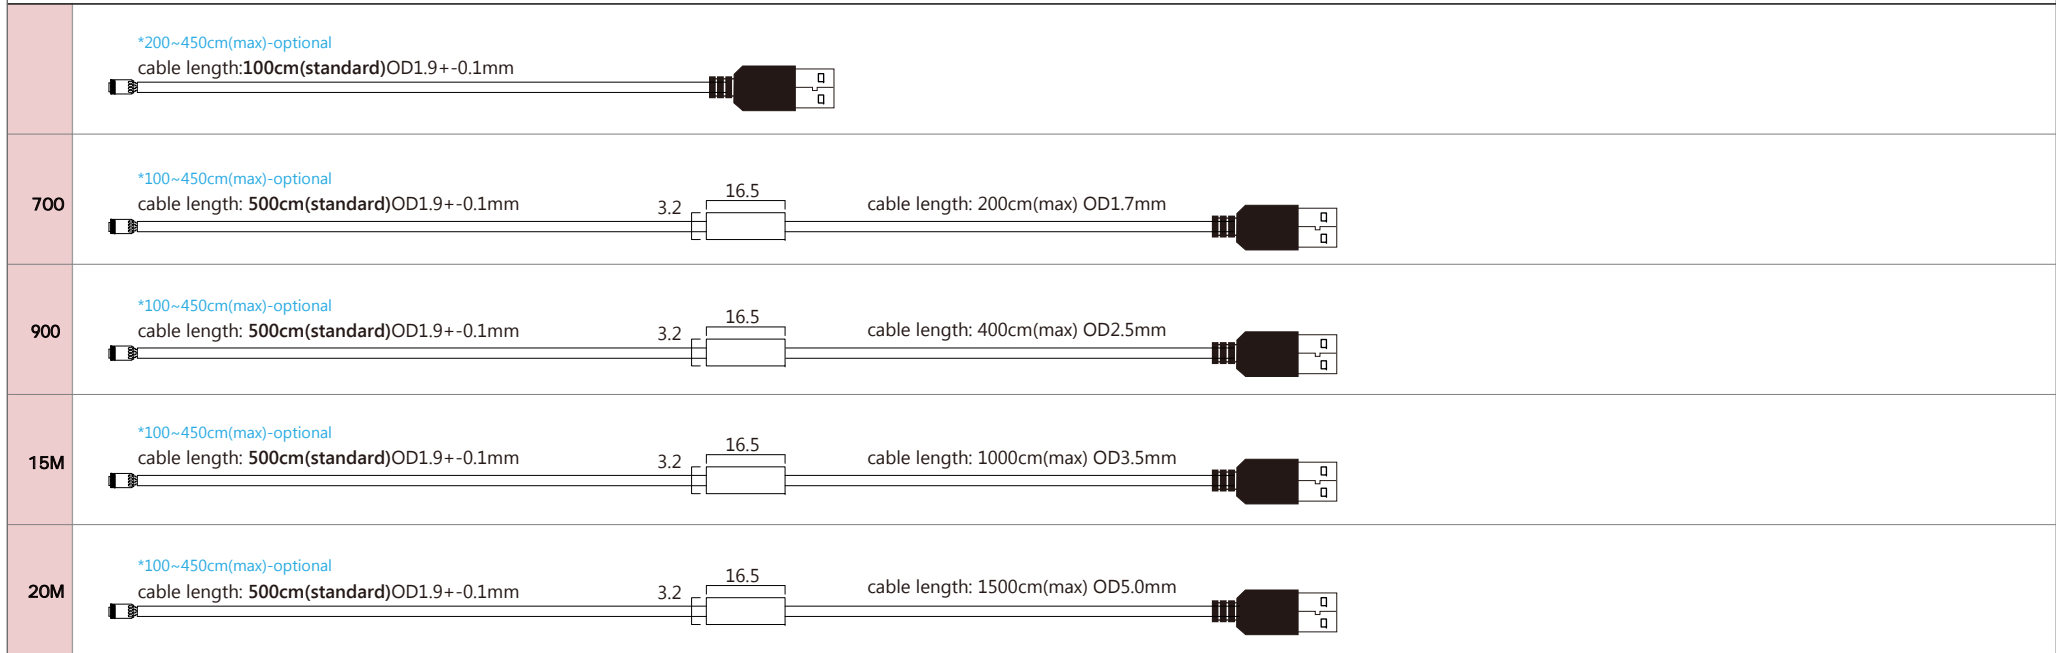 *200~450cm(max)-optional
cable length:100cm(standard)OD1.9+-0.1mm
700
*100~450cm(max)-optional
cable length: 500cm(standard)OD1.9+-0.1mm
3.2
16.5
cable length: 200cm(max) OD1.7mm
900
*100~450cm(max)-optional
cable length: 500cm(standard)OD1.9+-0.1mm
3.2
16.5
cable length: 400cm(max) OD2.5mm
15M
*100~450cm(max)-optional
cable length: 500cm(standard)OD1.9+-0.1mm
3.2
16.5
cable length: 1000cm(max) OD3.5mm
20M
*100~450cm(max)-optional
cable length: 500cm(standard)OD1.9+-0.1mm
3.2
16.5
cable length: 1500cm(max) OD5.0mm